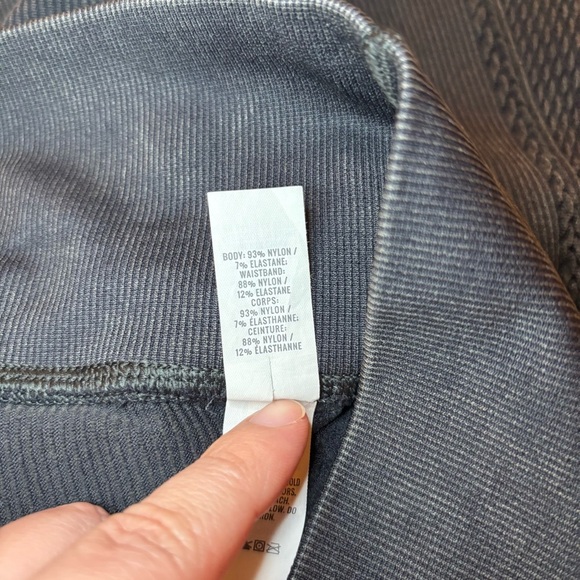 BODY: 93% NYLON /
7% ELASTANE;
WAISTBAND:
88% NYLON /
12% ELASTANE
CORPS:
93% NYLON /
7% ÉLASTHANNE;
CEINTURE:
88% NYLON /
12% ÉLASTHANNE
DO